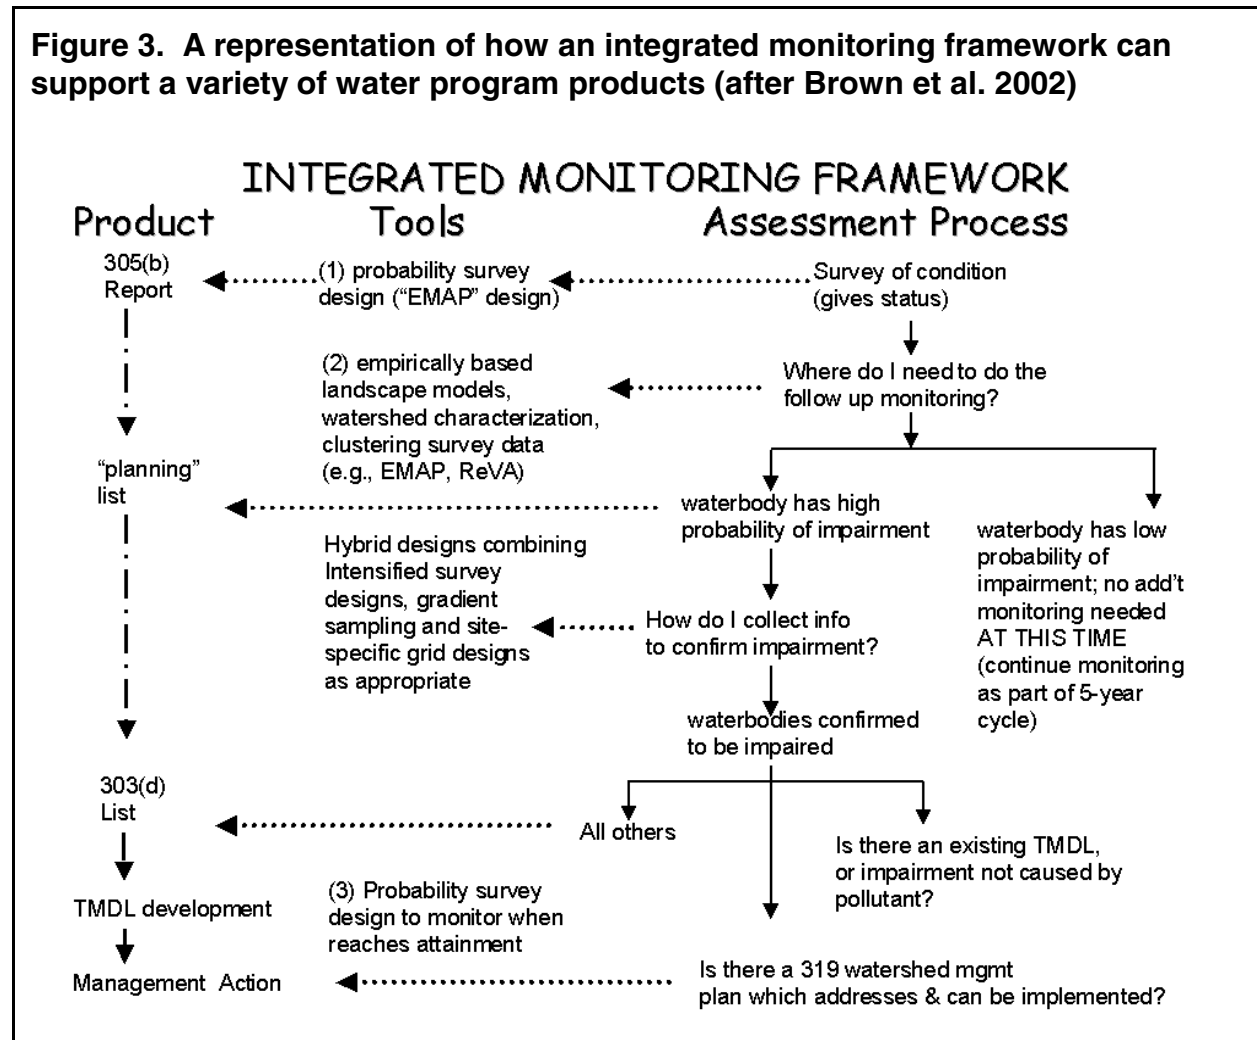 Figure 3.  A representation of how an integrated monitoring framework can
support a variety of water program products (after Brown et al. 2002)
INTEGRATED MONITORING FRAMEWORK
Product
Tools
Assessment Process
305(b)
Report
(1) probability survey
design (“EMAP” design)
Survey of condition
(gives status)
(2) empirically based
landscape models,
watershed characterization,
clustering survey data
(e.g., EMAP, ReVA)
Where do I need to do the
follow up monitoring?
“planning”
list
waterbody has high
probability of impairment
waterbody has low
probability of
impairment; no add’t
monitoring needed
AT THIS TIME
(continue monitoring
as part of 5-year
cycle)
Hybrid designs combining
Intensified survey
designs, gradient
sampling and site-
specific grid designs
as appropriate
How do I collect info
to confirm impairment?
waterbodies confirmed
to be impaired
303(d)
List
All others
Is there an existing TMDL,
or impairment not caused by
pollutant?
TMDL development
(3) Probability survey
design to monitor when
reaches attainment
Management Action
Is there a 319 watershed mgmt
plan which addresses & can be implemented?